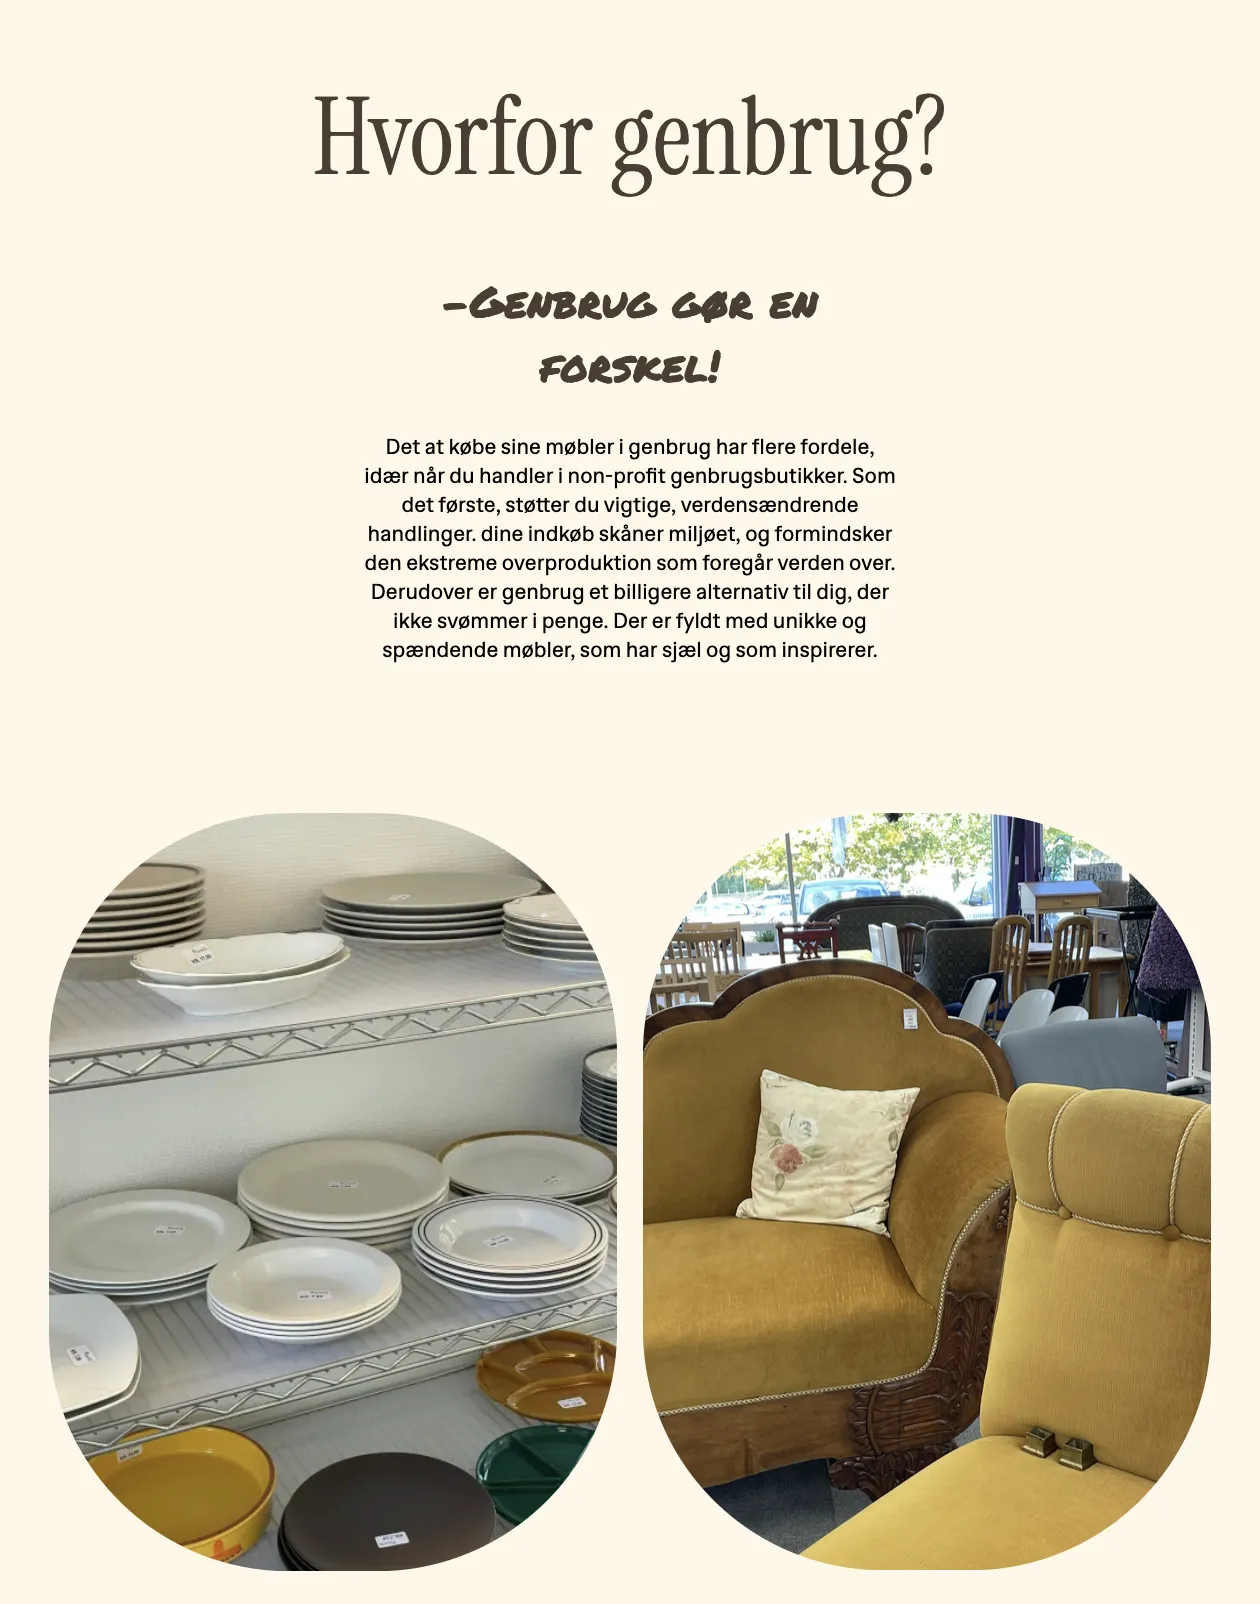 Hvorfor genbrug?
-Genbrug gør en
forskel!
Det at købe sine møbler i genbrug har flere fordele,
idær når du handler i non-profit genbrugsbutikker. Som
det første, støtter du vigtige, verdensændrende
handlinger. dine indkøb skåner miljøet, og formindsker
den ekstreme overproduktion som foregår verden over.
Derudover er genbrug et billigere alternativ til dig, der
ikke svømmer i penge. Der er fyldt med unikke og
spændende møbler, som har sjæl og som inspirerer.